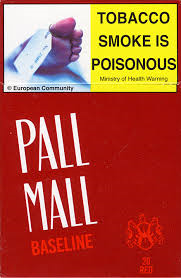 TOBACCO
SMOKE IS
POISONOUS
Ministry of Health Warning
© European Community
PALL
MALL
BASELINE
20
RED